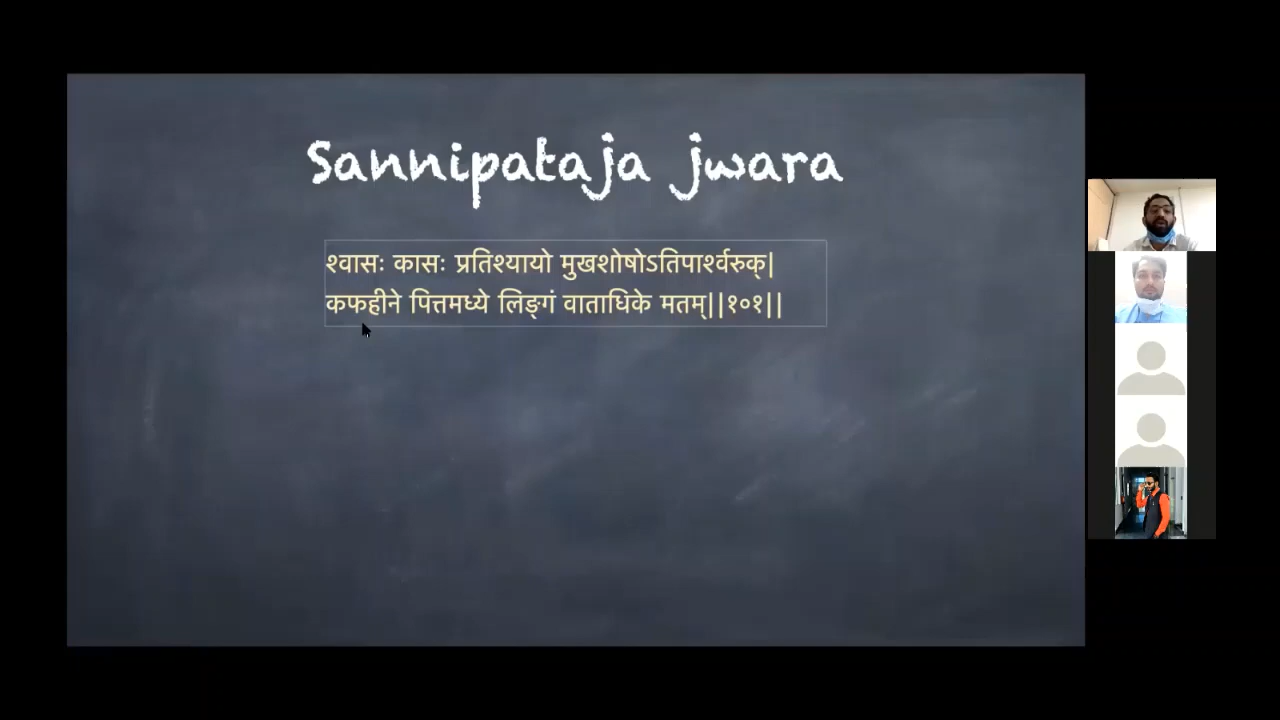 Sannipataja jwara
श्वासः कासः प्रतिश्यायो मुखशोषोऽतिपार्श्वरुक्|
कफहीने पित्तमध्ये लिङ्गं वाताधिके मतम्||१०१||